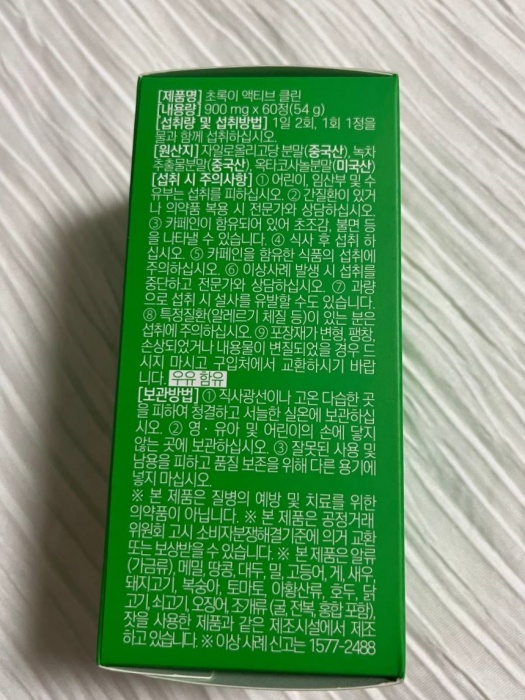 [제품명] 초록이 액티브 클린
[내용량] 900 mg x 60정(54 g)
[섭취량 및 섭취방법] 1일 2회, 1회 1정을
물과 함께 섭취하십시오.
[원산지] 자일로올리고당 분말(중국산), 녹차
추출물분말(중국산), 옥타코사놀분말(미국산)
[섭취 시 주의사항] ① 어린이, 임산부 및 수
유부는 섭취를 피하십시오. ② 간질환이 있거
나 의약품 복용 시 전문가와 상담하십시오.
③ 카페인이 함유되어 있어 초조감, 불면 등
을 나타낼 수 있습니다. ④ 식사 후 섭취 하
십시오. ⑤ 카페인을 함유한 식품의 섭취에
주의하십시오. ⑥ 이상사례 발생 시 섭취를
중단하고 전문가와 상담하십시오. ⑦ 과량
으로 섭취 시 설사를 유발할 수도 있습니다.
⑧ 특정질환(알레르기 체질 등)이 있는 분은
섭취에 주의하십시오. ⑨ 포장재가 변형, 팽창,
손상되었거나 내용물이 변질되었을 경우 드
시지 마시고 구입처에서 교환하시기 바랍
니다. 우유 함유
[보관방법] ① 직사광선이나 고온 다습한 곳
을 피하여 청결하고 서늘한 실온에 보관하십
시오. ② 영·유아 및 어린이의 손에 닿지
않는 곳에 보관하십시오. ③ 잘못된 사용 및
남용을 피하고 품질 보존을 위해 다른 용기에
넣지 마십시오.
※ 본 제품은 질병의 예방 및 치료를 위한
의약품이 아닙니다. ※ 본 제품은 공정거래
위원회 고시 소비자분쟁해결기준에 의거 교환
또는 보상받을 수 있습니다. ※ 본 제품은 알류
(가금류), 메밀, 땅콩, 대두, 밀, 고등어, 게, 새우,
돼지고기, 복숭아, 토마토, 아황산류, 호두, 닭
고기, 쇠고기, 오징어, 조개류(굴, 전복, 홍합 포함),
잣을 사용한 제품과 같은 제조시설에서 제조
하고 있습니다. ※ 이상 사례 신고는 1577-2488